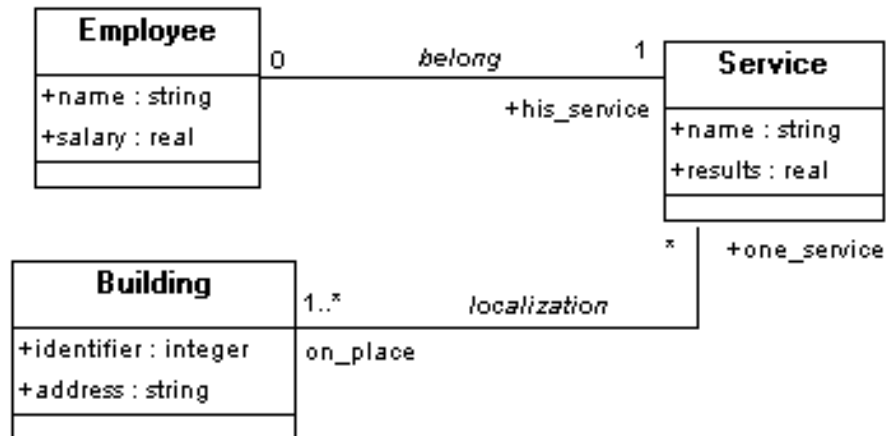 Employee
+name : string
+salary : real
0
belong
1
+his_service
Service
+name : string
+results : real
*
+one_service
Building
+identifier : integer
+address : string
1..*
localization
on_place